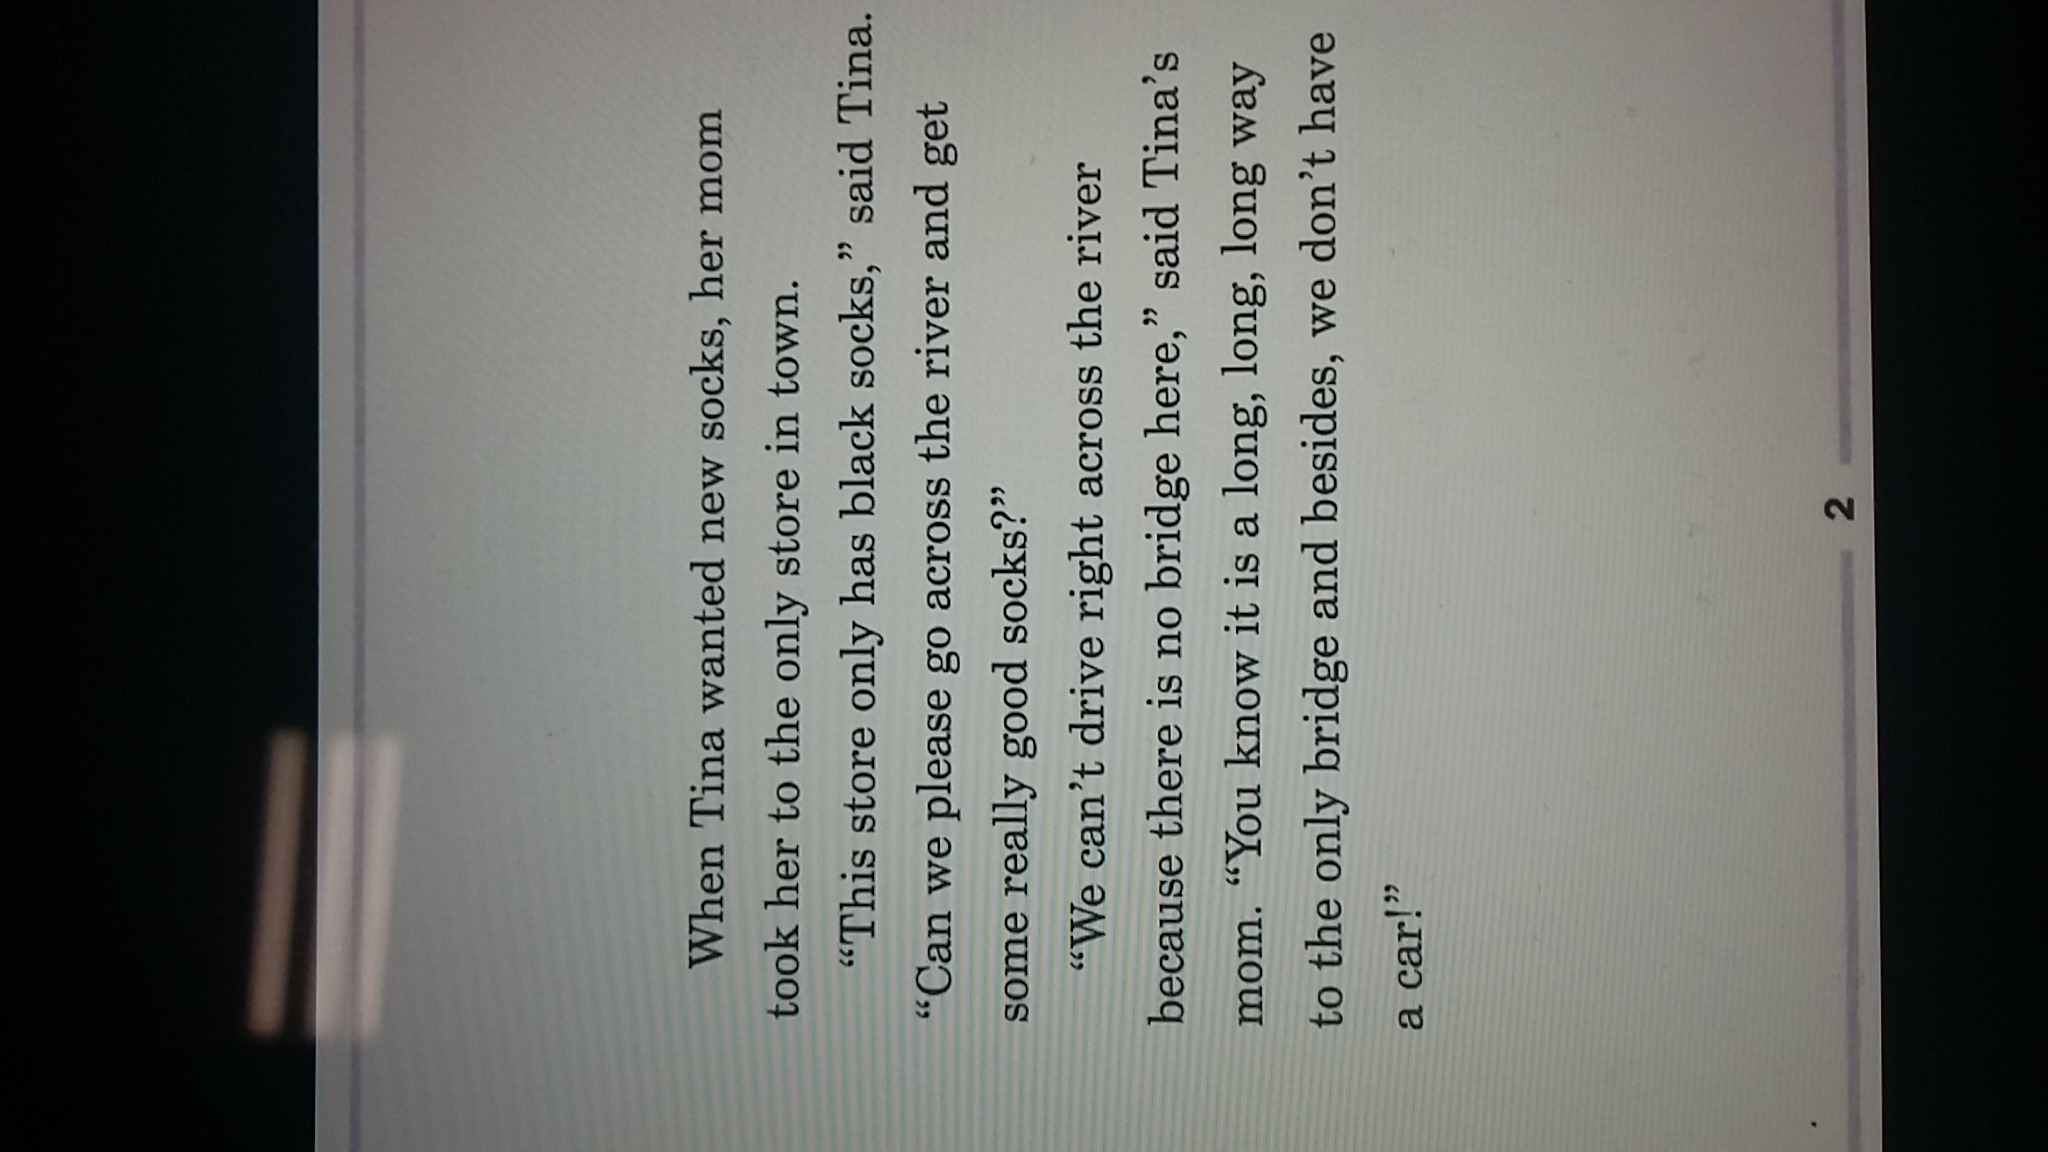 When Tina wanted new socks, her mom
took her to the only store in town.
“This store only has black socks,” said Tina.
“Can we please go across the river and get
some really good socks?”
“We can’t drive right across the river
because there is no bridge here,” said Tina’s
mom. “You know it is a long, long, long way
to the only bridge and besides, we don’t have
a car!”
2